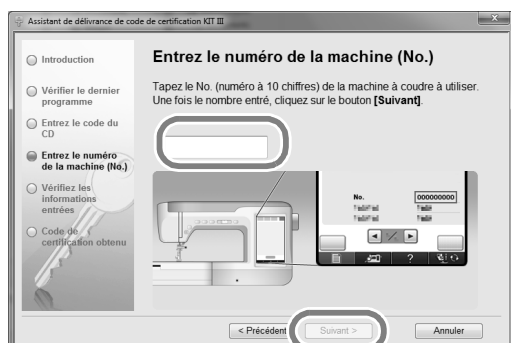 Assistant de délivrance de code de certification KIT III
Introduction
Vérifier le dernier
programme
Entrez le code du
CD
Entrez le numéro
de la machine (No.)
Vérifiez les
informations
entrées
Code de
certification obtenu
Entrez le numéro de la machine (No.)
Tapez le No. (numéro à 10 chiffres) de la machine à coudre à utiliser.
Une fois le nombre entré, cliquez sur le bouton [Suivant].
No. 000000000
?
< Précédent
Suivant >
Annuler